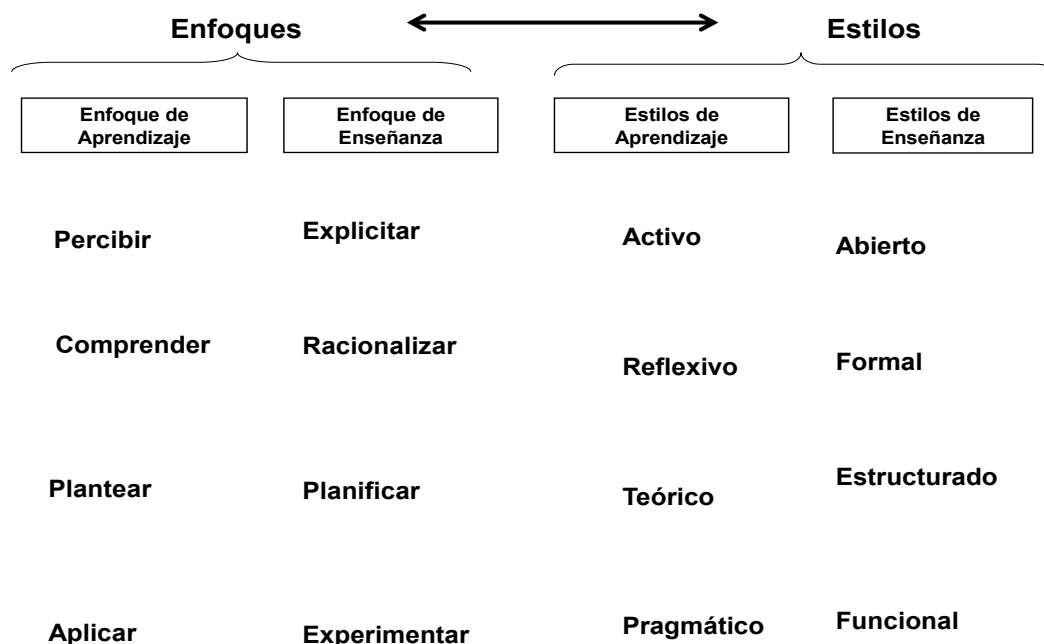 Enfoques
Estilos
Enfoque de
Aprendizaje
Enfoque de
Enseñanza
Estilos de
Aprendizaje
Estilos de
Enseñanza
Percibir
Explicitar
Activo
Abierto
Comprender
Racionalizar
Reflexivo
Formal
Plantear
Planificar
Teórico
Estructurado
Aplicar
Experimentar
Pragmático
Funcional